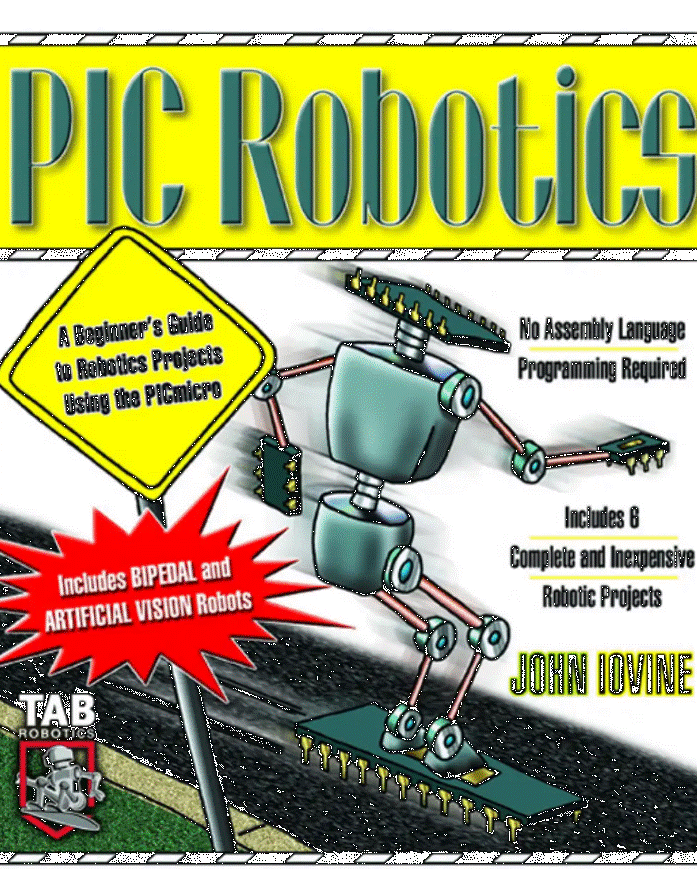 PIC Robotics
A Beginner's Guide
to Robotics Projects
Using the PICmicro
No Assembly Language
Programming Required
Includes 6
Complete and Inexpensive
Robotic Projects
Includes BIPEDAL and
ARTIFICIAL VISION Robots
JOHN IOVINE
TAB
ROBOTICS